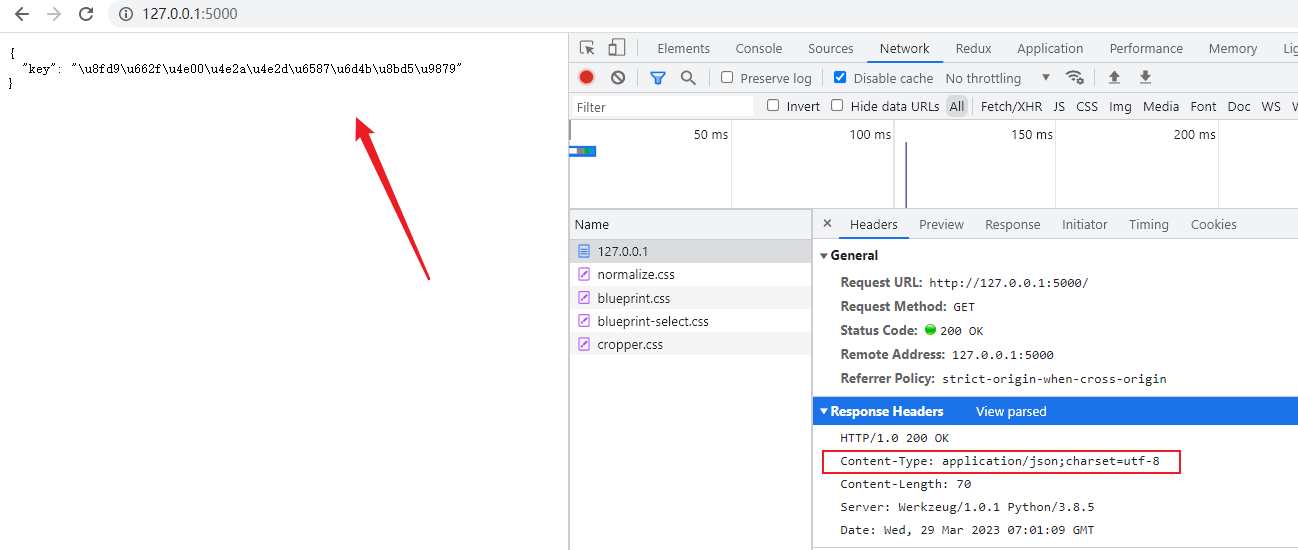 127.0.0.1:5000
{
"key": "\u8fd9\u662f\u4e00\u4e2a\u4e2d\u6587\u6d4b\u8bd5\u9879"
}
Elements Console Sources Network Redux Application Performance Memory Lig
Preserve log Disable cache No throttling
Filter Invert Hide data URLs All Fetch/XHR JS CSS Img Media Font Doc WS W
50 ms 100 ms 150 ms 200 ms
Name
127.0.0.1
normalize.css
blueprint.css
blueprint-select.css
cropper.css
× Headers Preview Response Initiator Timing Cookies
General
Request URL: http://127.0.0.1:5000/
Request Method: GET
Status Code: 200 OK
Remote Address: 127.0.0.1:5000
Referrer Policy: strict-origin-when-cross-origin
Response Headers View parsed
HTTP/1.0 200 OK
Content-Type: application/json;charset=utf-8
Content-Length: 70
Server: Werkzeug/1.0.1 Python/3.8.5
Date: Wed, 29 Mar 2023 07:01:09 GMT